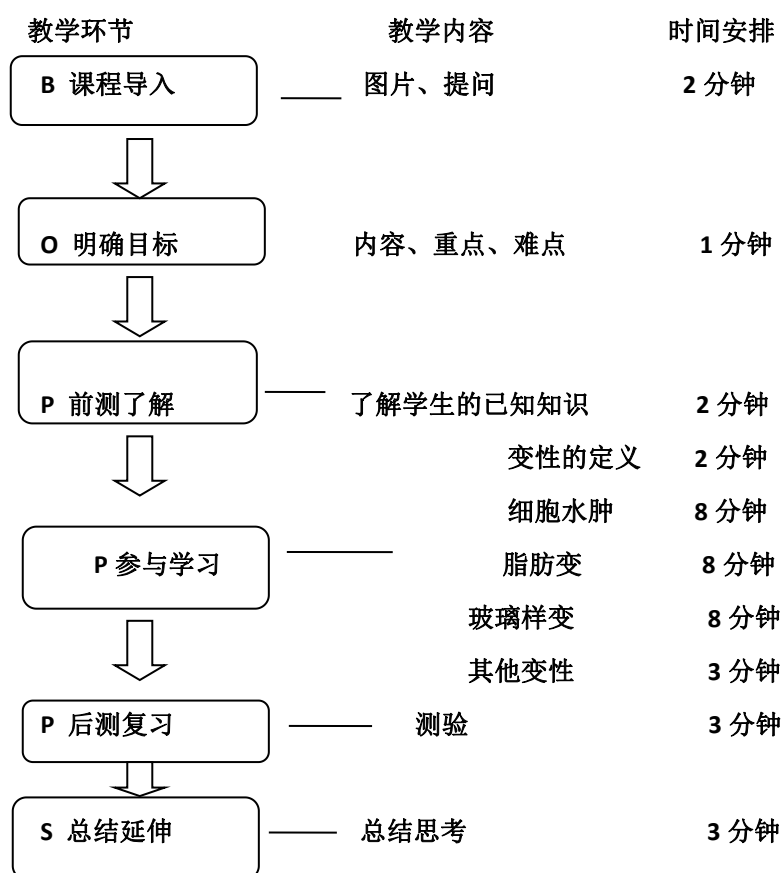 教学环节 教学内容 时间安排
B 课程导入 图片、提问 2 分钟
O 明确目标 内容、重点、难点 1 分钟
P 前测了解 了解学生的已知知识 2 分钟
变性的定义 2 分钟
细胞水肿 8 分钟
P 参与学习 脂肪变 8 分钟
玻璃样变 8 分钟
其他变性 3 分钟
P 后测复习 测验 3 分钟
S 总结延伸 总结思考 3 分钟